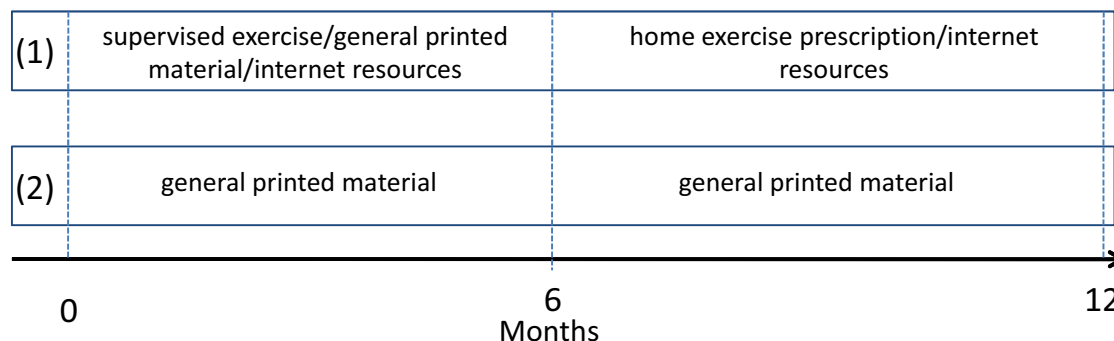 (1)
supervised exercise/general printed
material/internet resources
home exercise prescription/internet
resources
(2)
general printed material
general printed material
0
6
12
Months